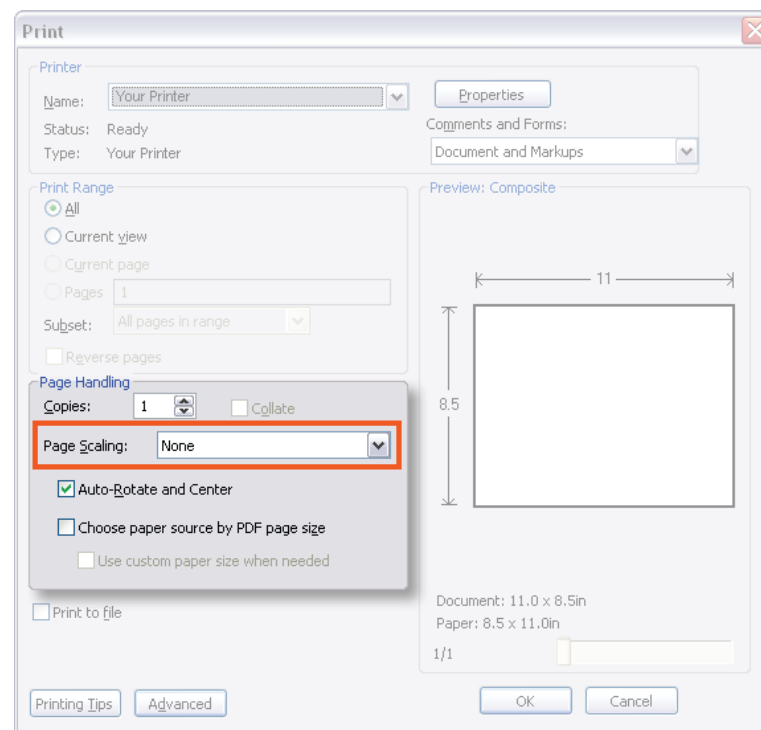 Print
Printer
Name: Your Printer
Properties
Status: Ready
Comments and Forms:
Type: Your Printer
Document and Markups
Print Range
All
Current view
Current page
Pages 1
Subset: All pages in range
Reverse pages
Preview: Composite
11
8.5
Page Handling
Copies: 1 Collate
Page Scaling: None
Auto-Rotate and Center
Choose paper source by PDF page size
Use custom paper size when needed
Print to file
Document: 11.0 x 8.5in
Paper: 8.5 x 11.0in
1/1
Printing Tips Advanced OK Cancel